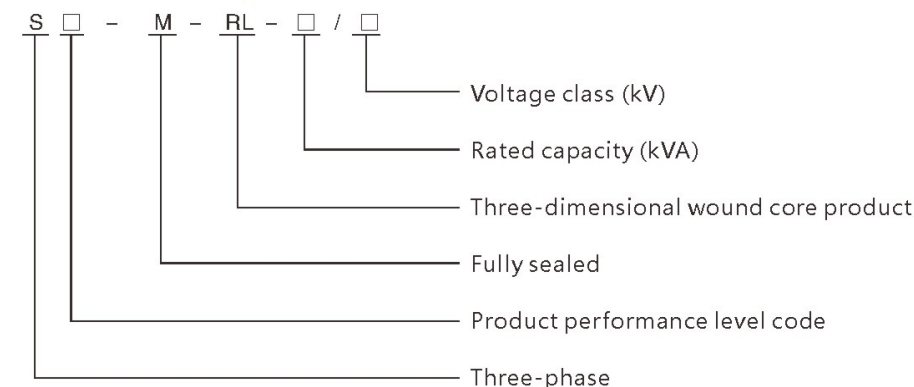 S □ - M - RL - □ / □
Voltage class (kV)
Rated capacity (kVA)
Three-dimensional wound core product
Fully sealed
Product performance level code
Three-phase